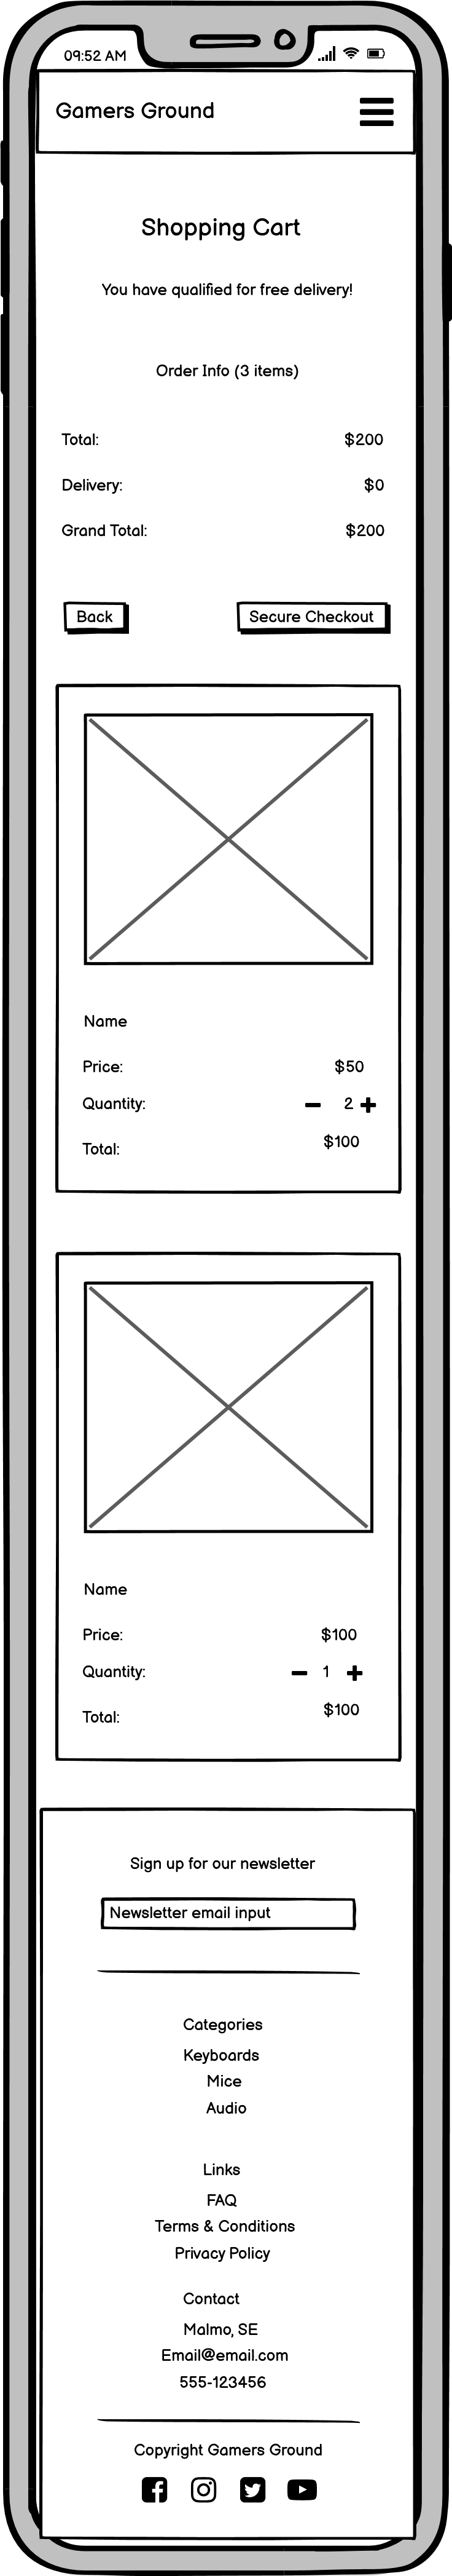 09:52 AM
Gamers Ground
Shopping Cart
You have qualified for free delivery!
Order Info (3 items)
Total: $200
Delivery: $0
Grand Total: $200
Back Secure Checkout
Name
Price: $50
Quantity: 2
Total: $100
Name
Price: $100
Quantity: 1
Total: $100
Sign up for our newsletter
Newsletter email input
Categories
Keyboards
Mice
Audio
Links
FAQ
Terms & Conditions
Privacy Policy
Contact
Malmo, SE
Email@email.com
555-123456
Copyright Gamers Ground